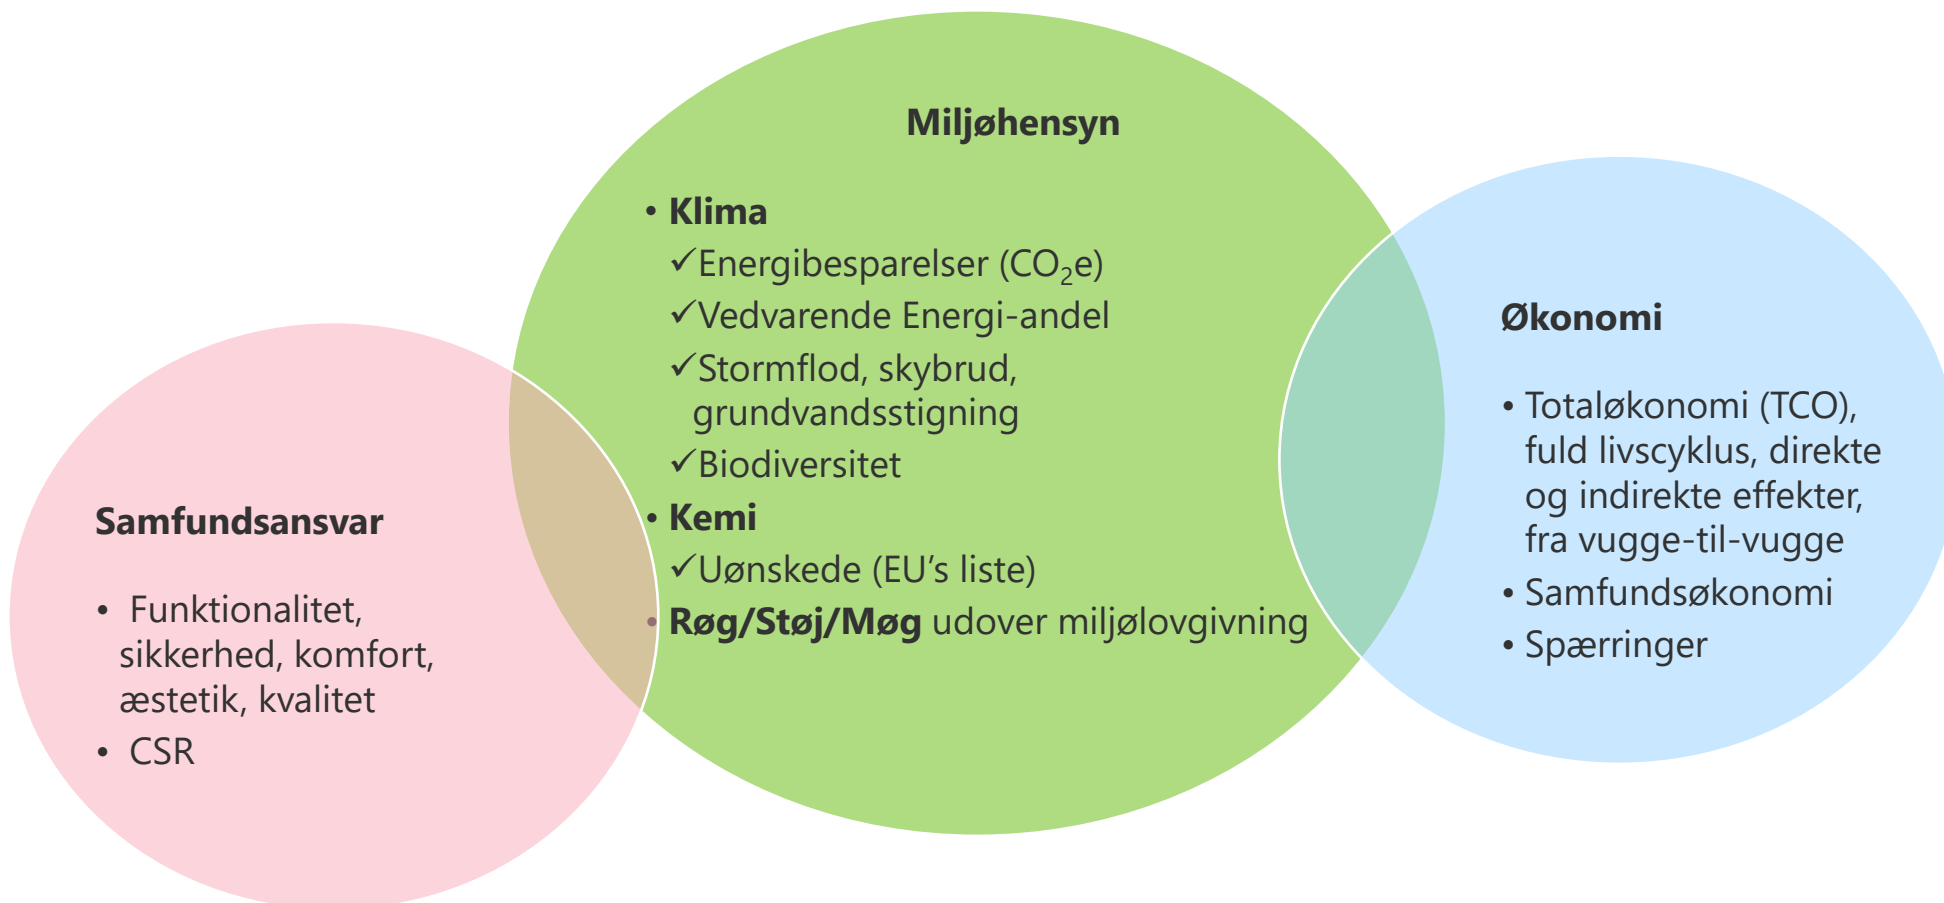 Miljøhensyn
• Klima
✓Energibesparelser (CO₂e)
✓Vedvarende Energi-andel
✓Stormflod, skybrud,
grundvandsstigning
✓Biodiversitet
• Kemi
✓Uønskede (EU’s liste)
• Røg/Støj/Møg udover miljølovgivning
Samfundsansvar
• Funktionalitet,
sikkerhed, komfort,
æstetik, kvalitet
• CSR
Økonomi
• Totaløkonomi (TCO),
fuld livscyklus, direkte
og indirekte effekter,
fra vugge-til-vugge
• Samfundsøkonomi
• Spærringer